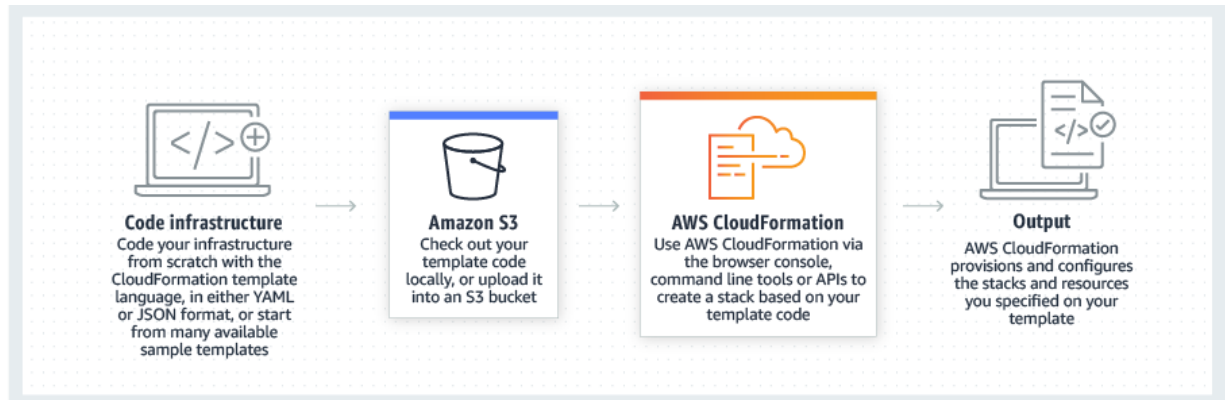 </>
Code infrastructure
Code your infrastructure
from scratch with the
CloudFormation template
language, in either YAML
or JSON format, or start
from many available
sample templates
Amazon S3
Check out your
template code
locally, or upload it
into an S3 bucket
AWS CloudFormation
Use AWS CloudFormation via
the browser console,
command line tools or APIs to
create a stack based on your
template code
</>
Output
AWS CloudFormation
provisions and configures
the stacks and resources
you specified on your
template